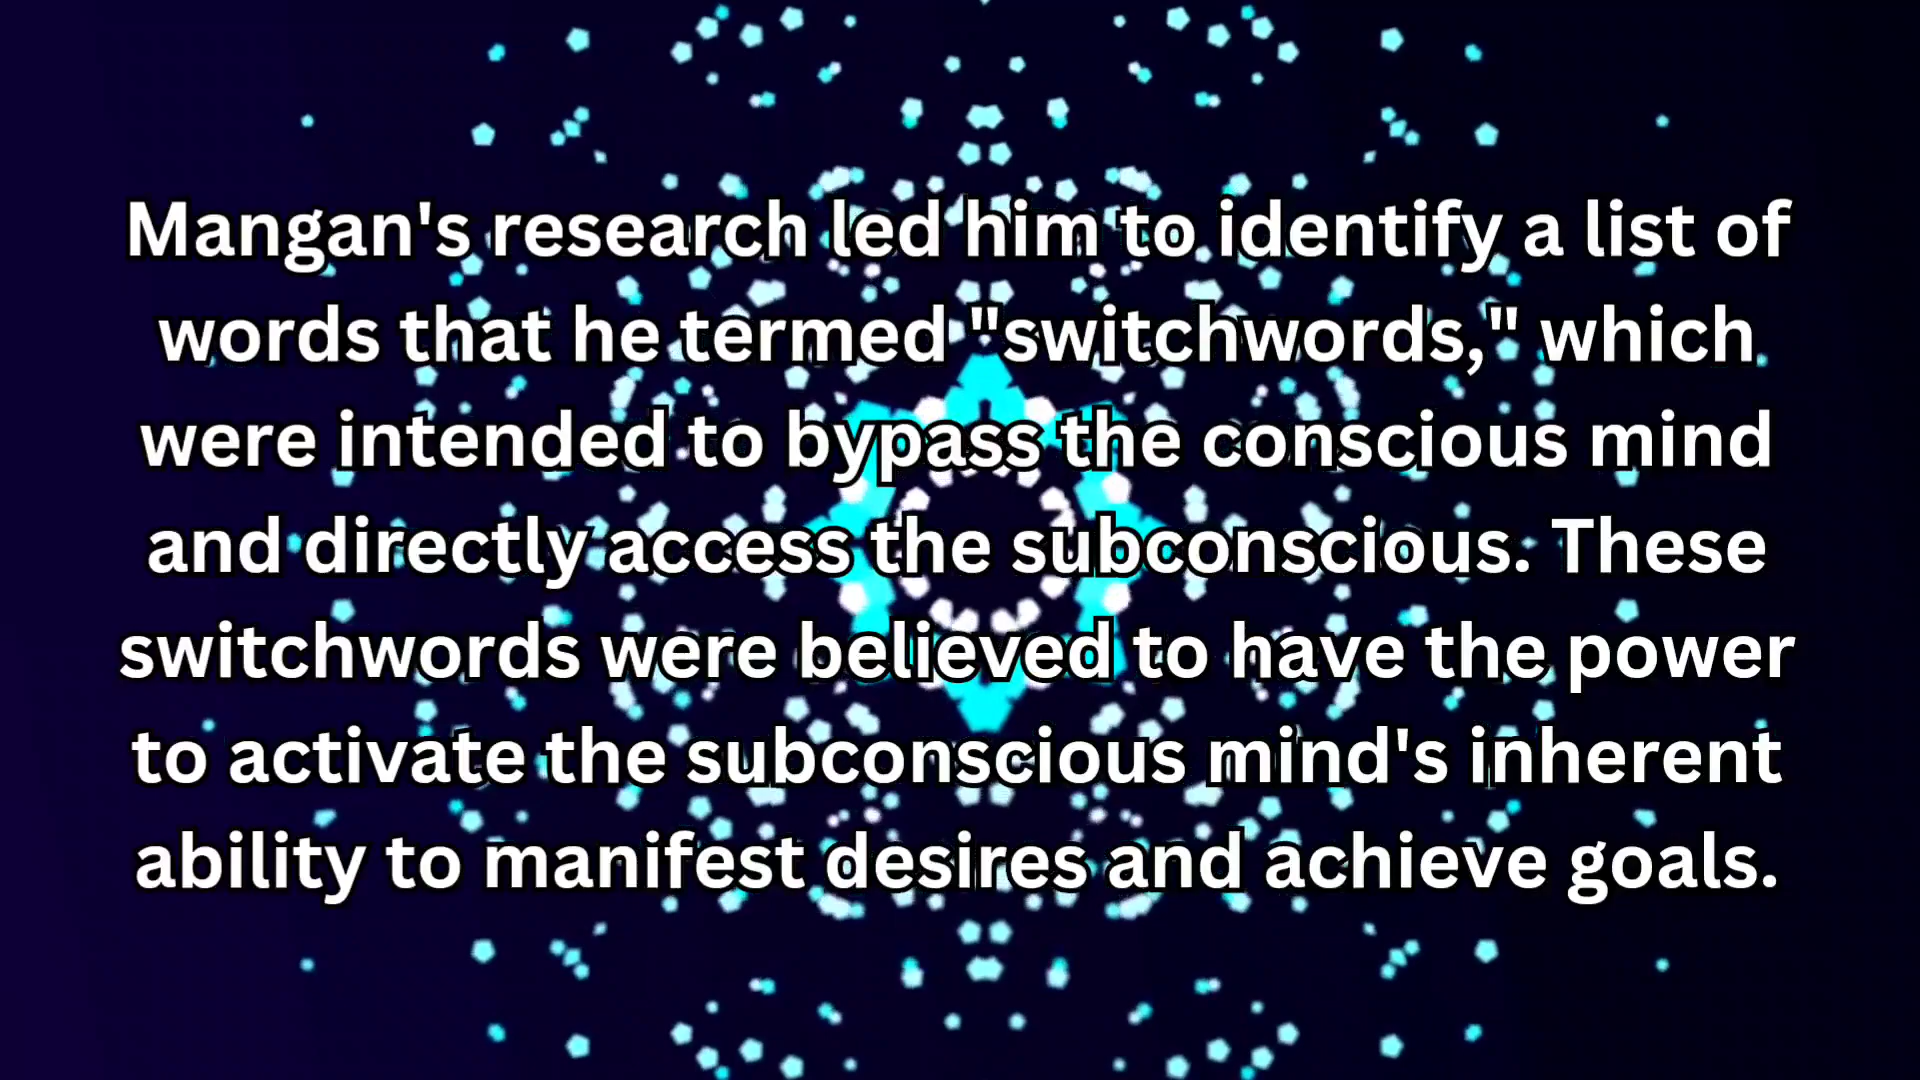 Mangan's research led him to identify a list of
words that he termed "switchwords," which
were intended to bypass the conscious mind
and directly access the subconscious. These
switchwords were believed to have the power
to activate the subconscious mind's inherent
ability to manifest desires and achieve goals.